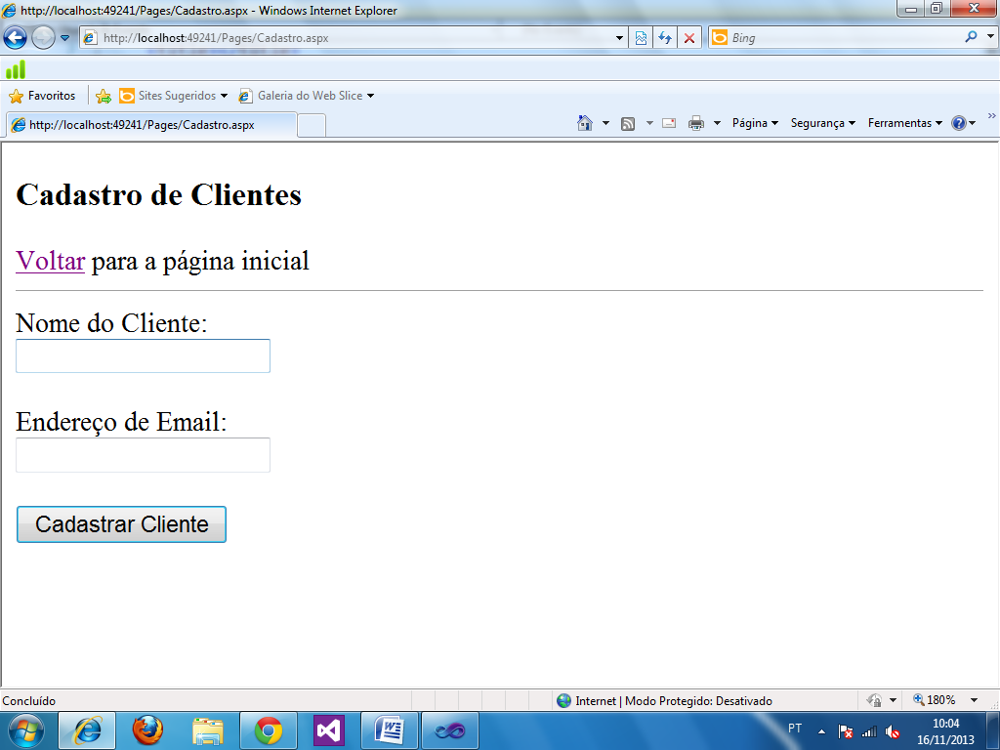 http://localhost:49241/Pages/Cadastro.aspx - Windows Internet Explorer
http://localhost:49241/Pages/Cadastro.aspx
Bing
Favoritos
Sites Sugeridos
Galeria do Web Slice
http://localhost:49241/Pages/Cadastro.aspx
Página
Segurança
Ferramentas
Cadastro de Clientes
Voltar para a página inicial
Nome do Cliente:
Endereço de Email:
Cadastrar Cliente
Concluído
Internet | Modo Protegido: Desativado
180%
PT
10:04
16/11/2013